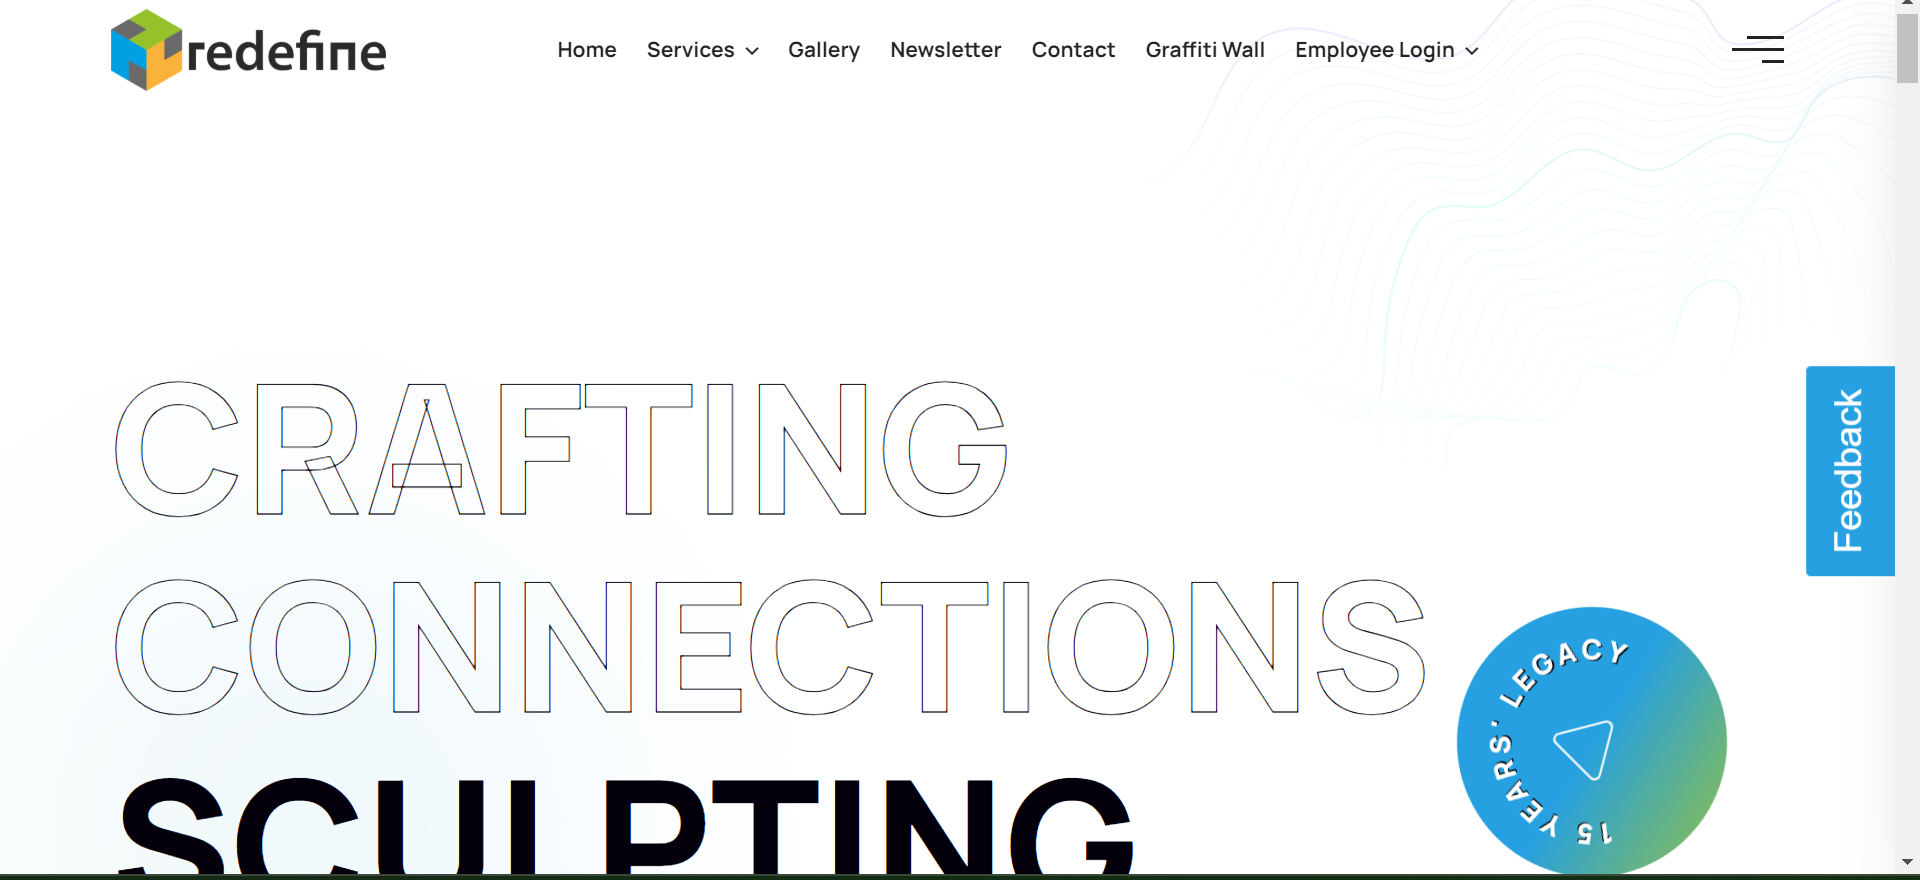 redefine
Home Services Gallery Newsletter Contact Graffiti Wall Employee Login
CRAFTING
CONNECTIONS
SCULPTING
Feedback
15 YEARS' LEGACY